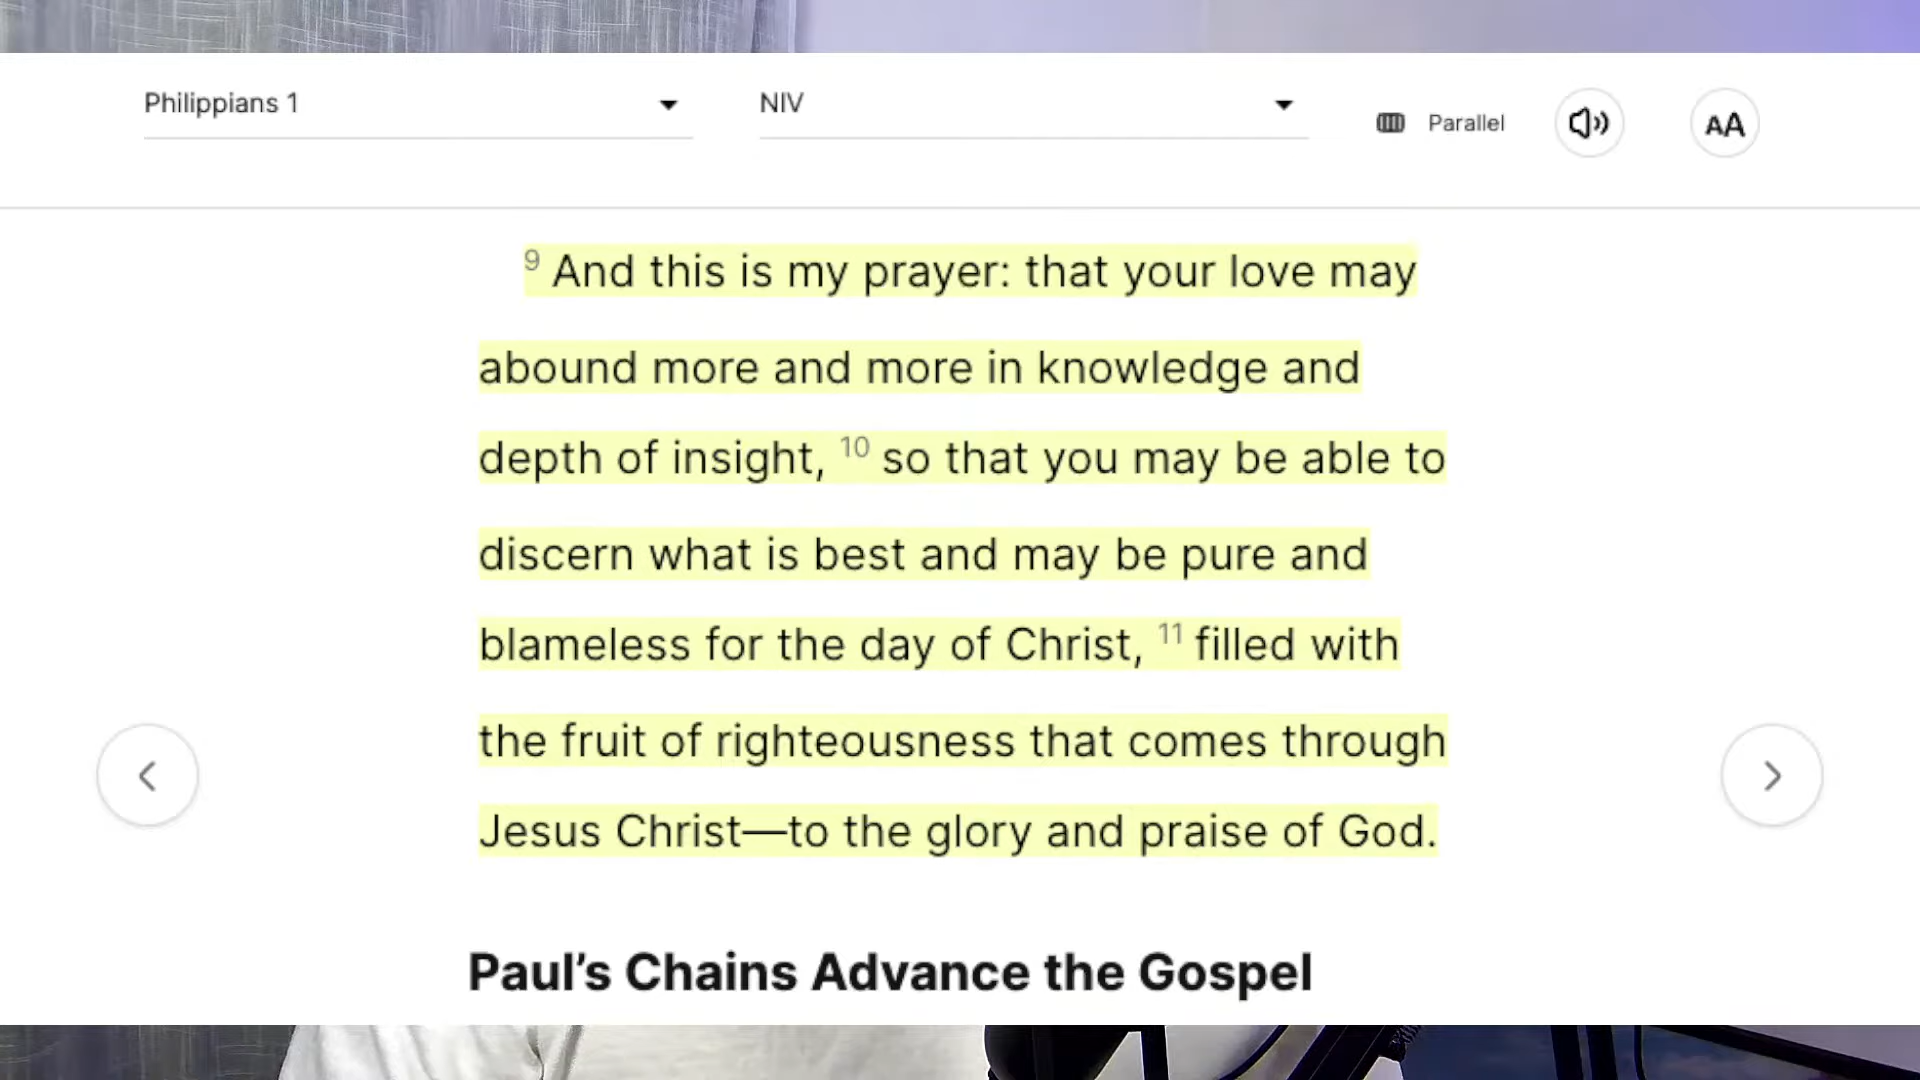 Philippians 1
NIV
Parallel
AA
9 And this is my prayer: that your love may
abound more and more in knowledge and
depth of insight, 10 so that you may be able to
discern what is best and may be pure and
blameless for the day of Christ, 11 filled with
the fruit of righteousness that comes through
Jesus Christ—to the glory and praise of God.
Paul’s Chains Advance the Gospel